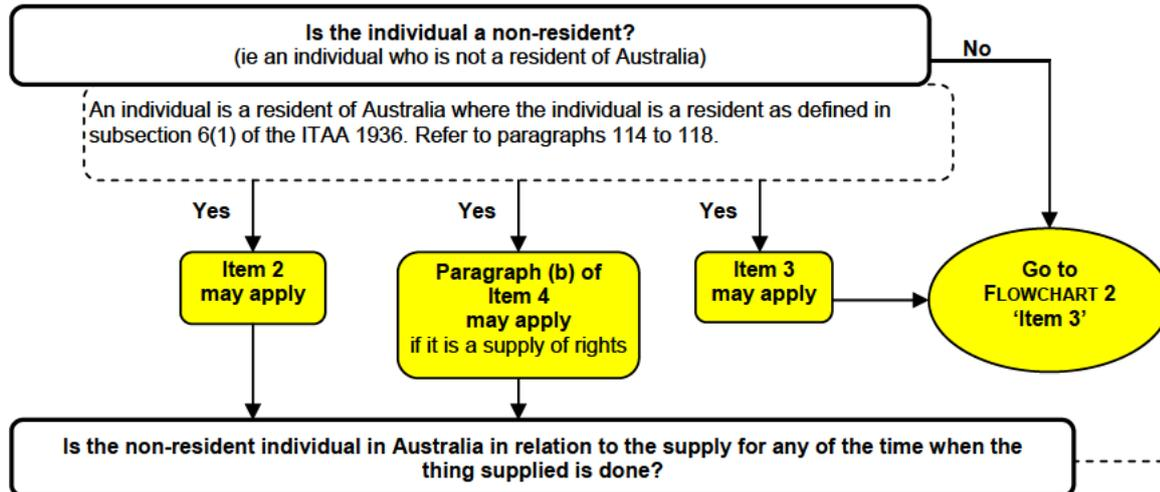 Is the individual a non-resident?
(ie an individual who is not a resident of Australia)
No
An individual is a resident of Australia where the individual is a resident as defined in
subsection 6(1) of the ITAA 1936. Refer to paragraphs 114 to 118.
Yes
Yes
Yes
Item 2
may apply
Paragraph (b) of
Item 4
may apply
if it is a supply of rights
Item 3
may apply
Go to
FLOWCHART 2
‘Item 3’
Is the non-resident individual in Australia in relation to the supply for any of the time when the
thing supplied is done?